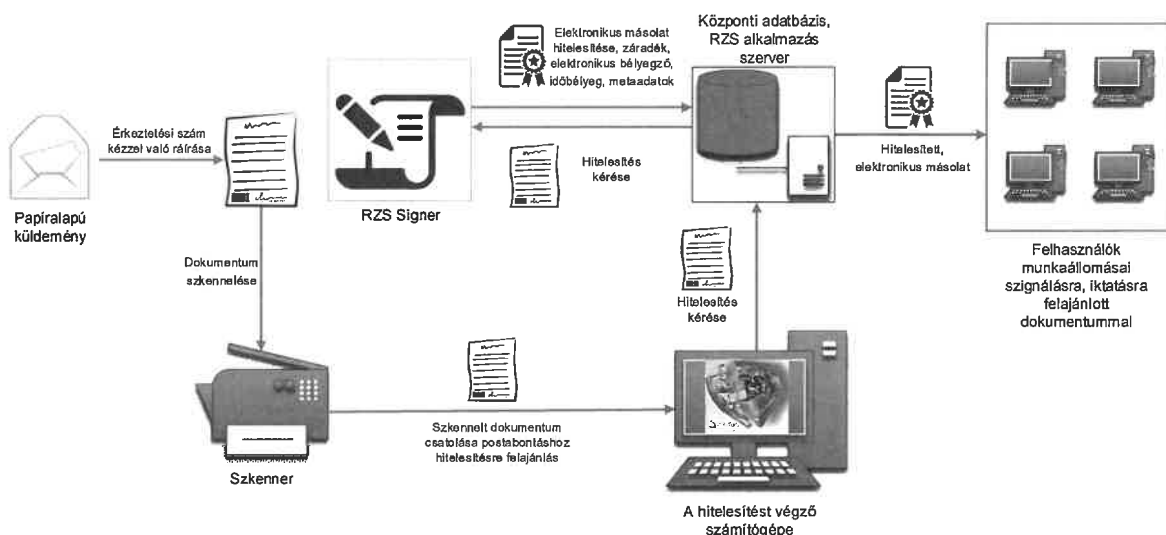 Elektronikus másolat
hitelesítése, záradék,
elektronikus bélyegző,
időbélyeg, metaadatok
Központi adatbázis,
RZS alkalmazás
szerver
Érkeztetési szám
kézzel való ráírása
Hitelesítés
kérése
Hitelesített,
elektronikus másolat
Papíralapú
küldemény
RZS Signer
Dokumentum
szkennelése
Hitelesítés
kérése
Felhasználók
munkaállomásai
szignálásra, iktatásra
felajánlott
dokumentummal
Szkennelt dokumentum
csatolása postabontáshoz
hitelesítésre felajánlás
Szkenner
A hitelesítést végző
számítógépe